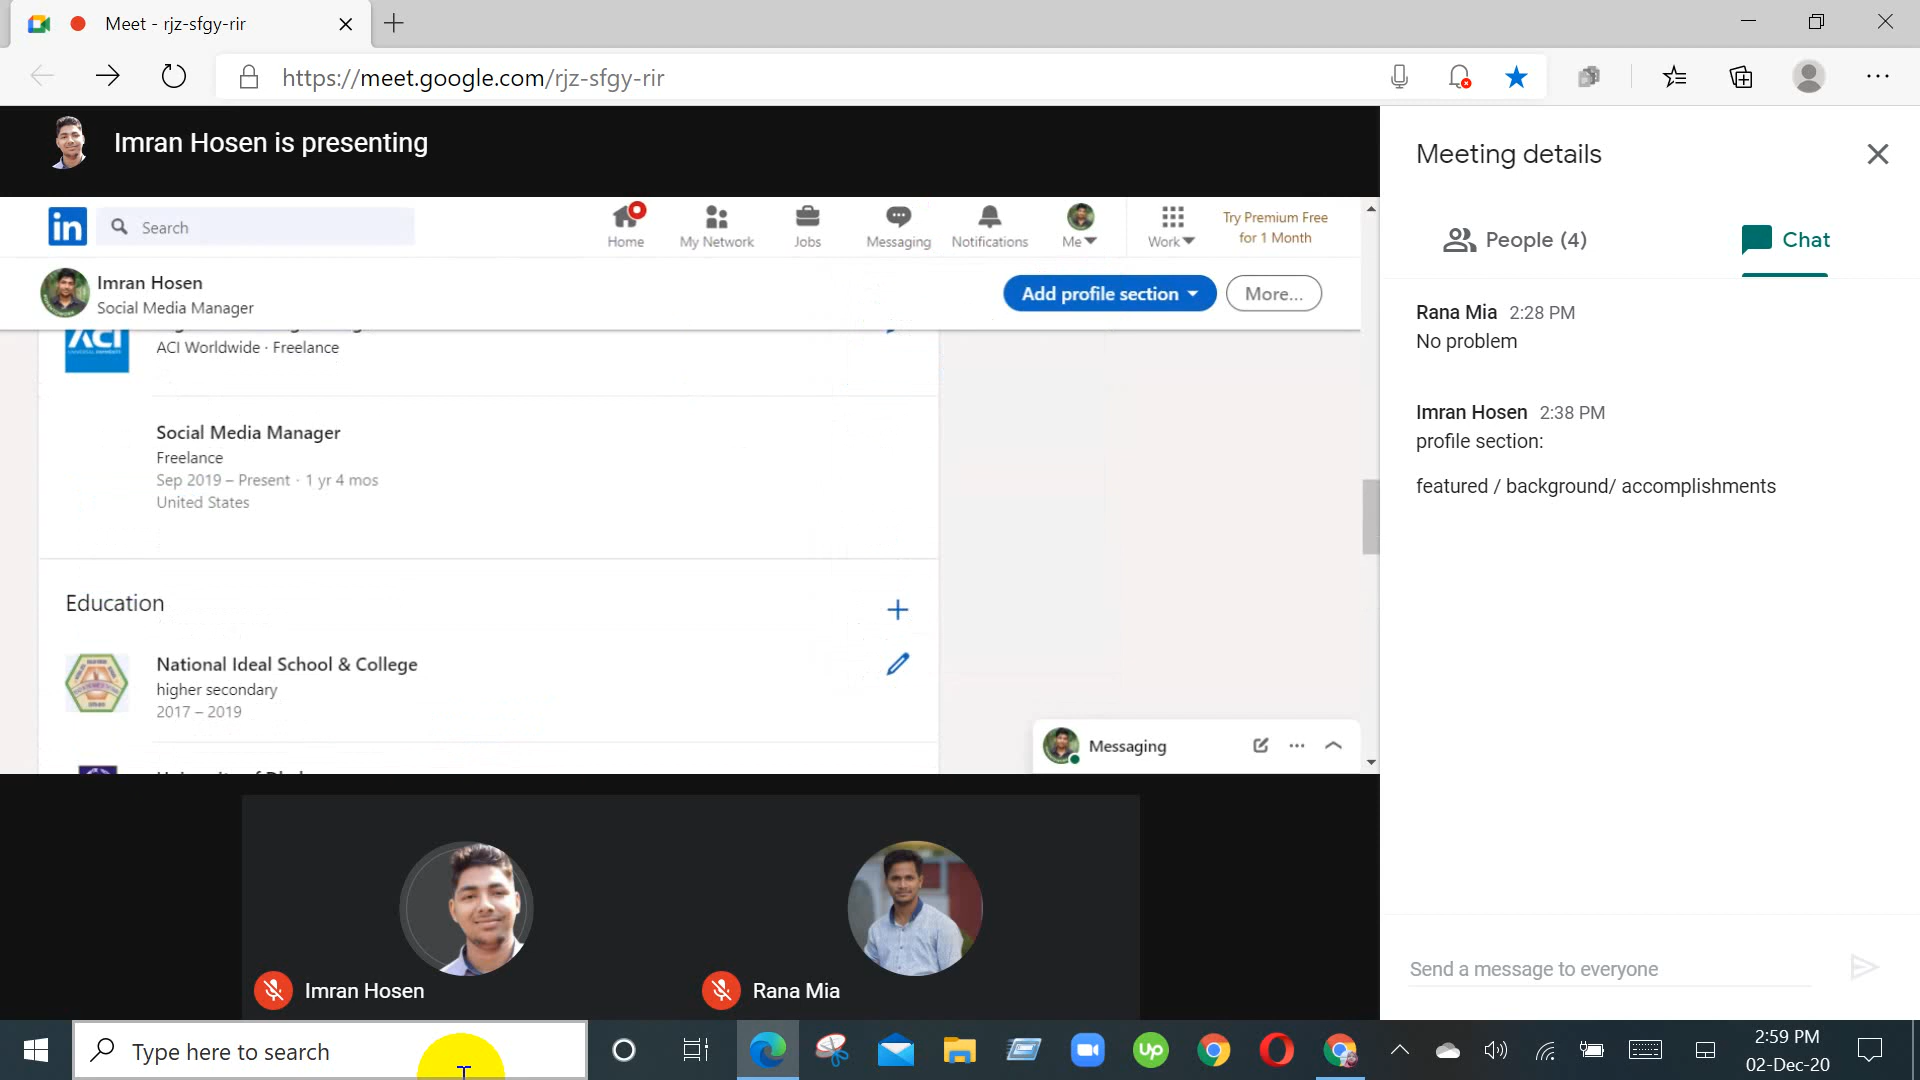 Meet - rjz-sfgy-rir
https://meet.google.com/rjz-sfgy-rir
Imran Hosen is presenting
in
Search
Home
My Network
Jobs
Messaging
Notifications
Me
Work
Try Premium Free
for 1 Month
Imran Hosen
Social Media Manager
Add profile section
More...
ACI
ACI Worldwide · Freelance
Social Media Manager
Freelance
Sep 2019 – Present · 1 yr 4 mos
United States
Education
National Ideal School & College
higher secondary
2017 – 2019
Messaging
Imran Hosen
Rana Mia
Meeting details
People (4)
Chat
Rana Mia 2:28 PM
No problem
Imran Hosen 2:38 PM
profile section:
featured / background/ accomplishments
Send a message to everyone
Type here to search
up
2:59 PM
02-Dec-20